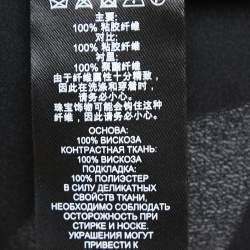 主要:
100% 粘胶纤维
对比:
100% 粘胶纤维
衬里:
100% 聚酯纤维
由于纤维属性十分精致，
因此在洗涤和穿着时，
请务必小心。
珠宝饰物可能会钩住这种
纤维，因此请务必小心。
ОСНОВА:
100% ВИСКОЗА
КОНТРАСТНАЯ ТКАНЬ:
100% ВИСКОЗА
ПОДКЛАДКА:
100% ПОЛИЭСТЕР
В СИЛУ ДЕЛИКАТНЫХ
СВОЙСТВ ТКАНИ,
НЕОБХОДИМО СОБЛЮДАТЬ
ОСТОРОЖНОСТЬ ПРИ
СТИРКЕ И НОСКЕ.
УКРАШЕНИЯ МОГУТ
ПРИВЕСТИ К